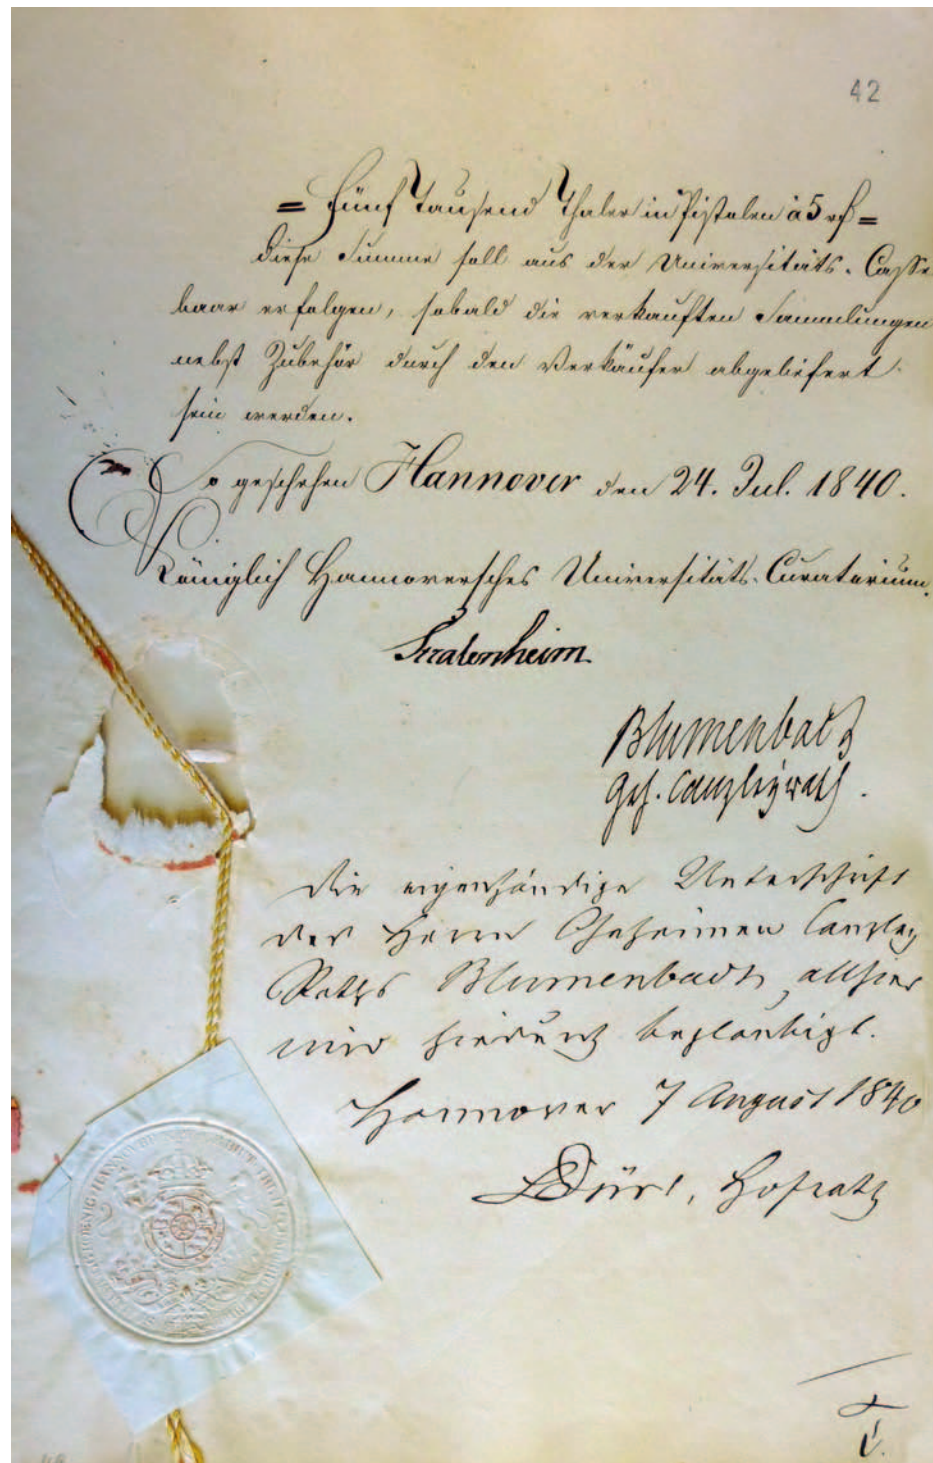 42
= Fünf Tausend Thaler in Pistolen à 5 rf =
diese Summe soll aus der Universitäts-Casse
baar erfolgen, sobald die verkauften Sammlungen
nebst Zubehör durch den Verkäufer abgeliefert
sein werden.
So geschehen Hannover den 24. Jul. 1840.
Königlich Hannoversches Universitäts-Curatorium.
Stralenheim.
Blumenbach
Geh. Canzleyrath.
Die eigenhändige Unterschrift
des Herrn Geheimen Canzley
Raths Blumenbach
wird hierdurch beglaubigt.
Hannover 7 August 1840
Hofrath